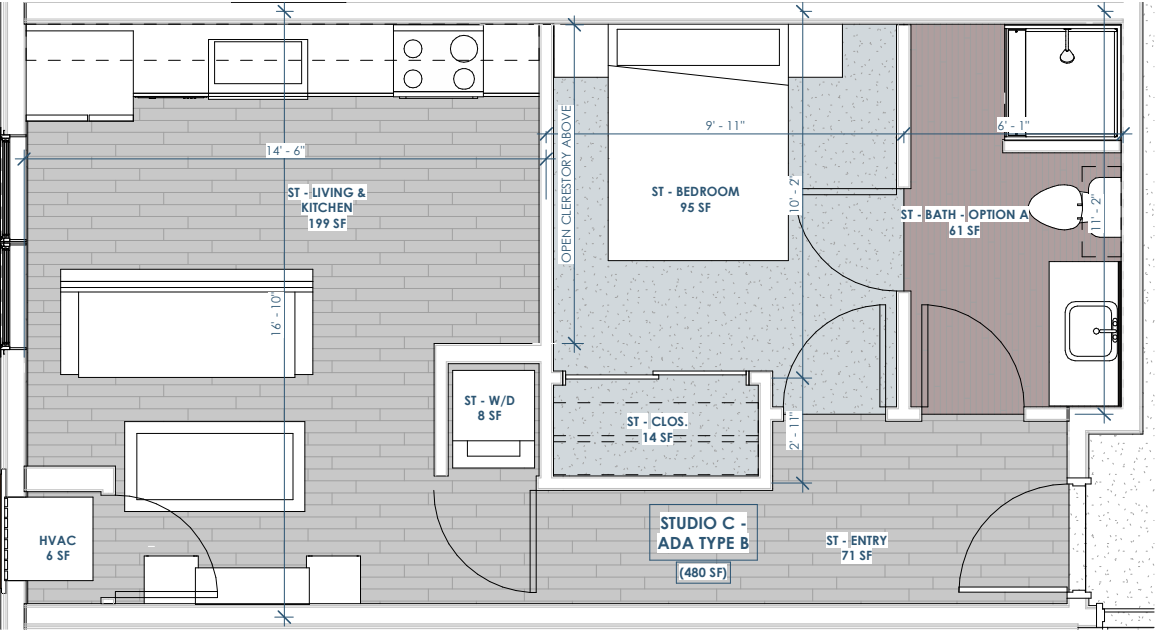 9' - 11"
6' - 1"
14' - 6"
OPEN CLERESTORY ABOVE
ST - LIVING &
KITCHEN
199 SF
ST - BEDROOM
95 SF
10' - 2"
ST - BATH - OPTION A
61 SF
11' - 2"
16' - 10"
ST - W/D
8 SF
ST - CLOS.
14 SF
2' - 11"
STUDIO C -
ADA TYPE B
(480 SF)
HVAC
6 SF
ST - ENTRY
71 SF